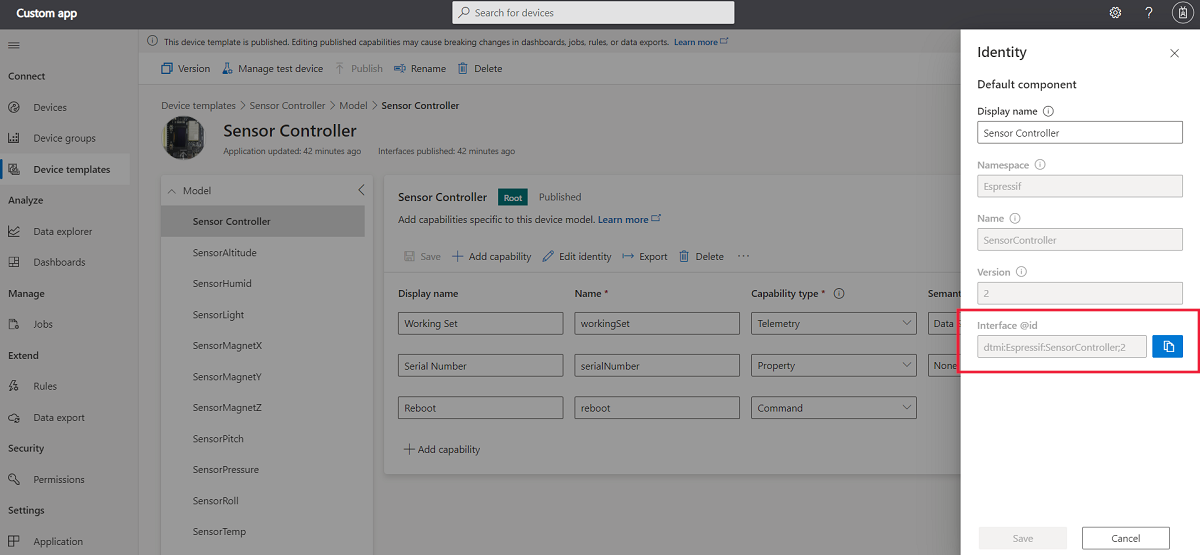 Custom app
Search for devices
This device template is published. Editing published capabilities may cause breaking changes in dashboards, jobs, rules, or data exports. Learn more
Version
Manage test device
Publish
Rename
Delete
Connect
Devices
Device groups
Device templates
Analyze
Data explorer
Dashboards
Manage
Jobs
Extend
Rules
Data export
Security
Permissions
Settings
Application
Device templates > Sensor Controller > Model > Sensor Controller
Sensor Controller
Application updated: 42 minutes ago Interfaces published: 42 minutes ago
Model
Sensor Controller
SensorAltitude
SensorHumid
SensorLight
SensorMagnetX
SensorMagnetY
SensorMagnetZ
SensorPitch
SensorPressure
SensorRoll
SensorTemp
Sensor Controller Root Published
Add capabilities specific to this device model. Learn more
Save Add capability Edit identity Export Delete ...
Display name Name * Capability type * Semant
Working Set workingSet Telemetry Data
Serial Number serialNumber Property None
Reboot reboot Command
Add capability
Identity
Default component
Display name
Sensor Controller
Namespace
Espressif
Name
SensorController
Version
2
Interface @id
dtmi:Espressif:SensorController;2
Save Cancel